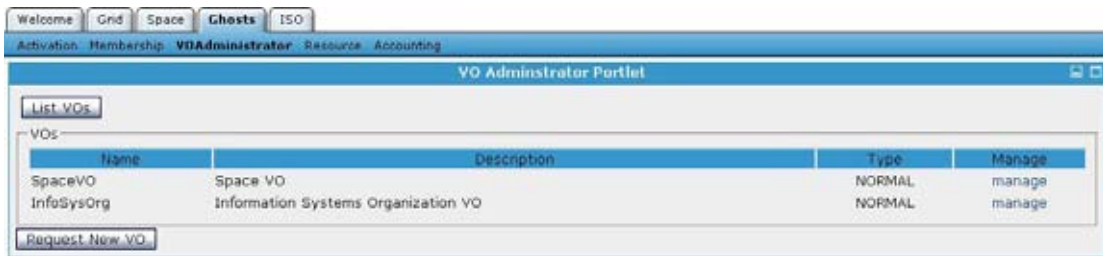 Welcome Grid Space Ghosts ISO
Activation Membership VOAdministrator Resource Accounting
VO Adminstrator Portlet
List VOs
VOs
Name Description Type Manage
SpaceVO Space VO NORMAL manage
InfoSysOrg Information Systems Organization VO NORMAL manage
Request New VO